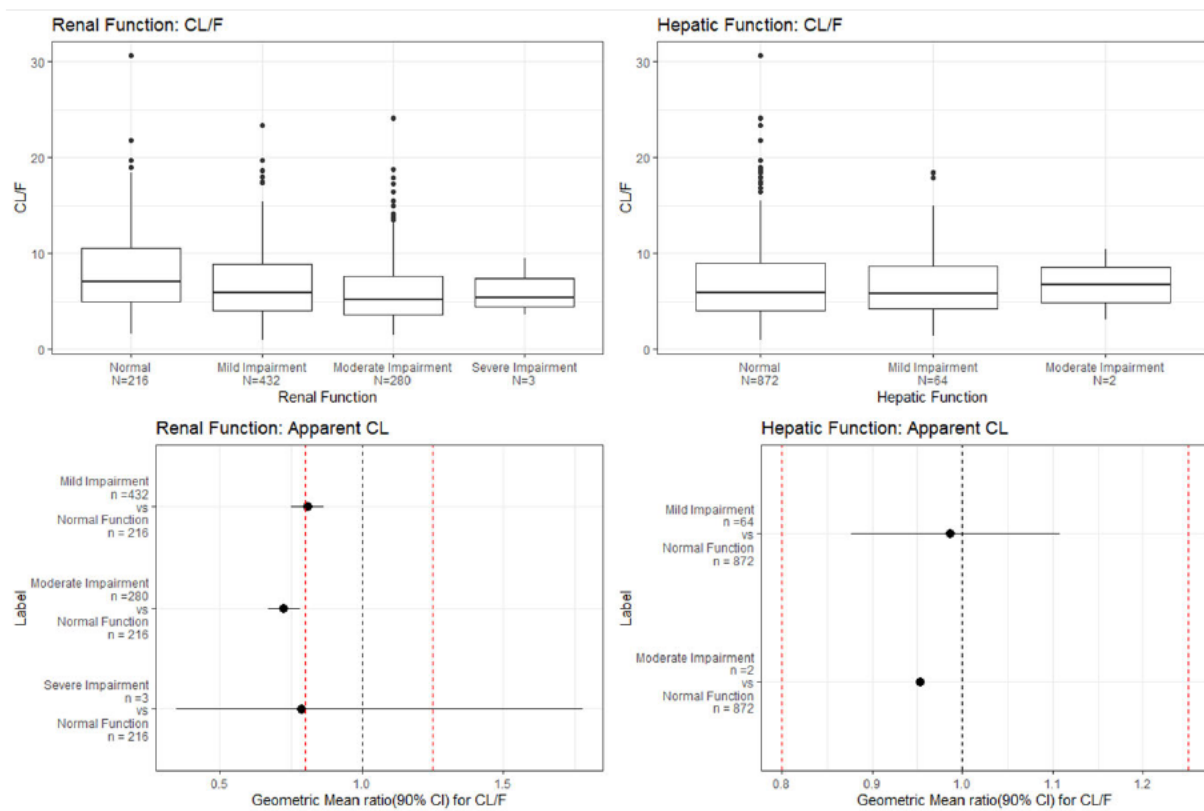 Renal Function: CL/F
CL/F
30
20
10
0
Normal
N=216
Mild Impairment
N=432
Moderate Impairment
N=280
Severe Impairment
N=3
Renal Function
Hepatic Function: CL/F
CL/F
30
20
10
0
Normal
N=872
Mild Impairment
N=64
Moderate Impairment
N=2
Hepatic Function
Renal Function: Apparent CL
Label
Mild Impairment
n =432
vs
Normal Function
n = 216
Moderate Impairment
n =280
vs
Normal Function
n = 216
Severe Impairment
n =3
vs
Normal Function
n = 216
0.5 1.0 1.5
Geometric Mean ratio(90% CI) for CL/F
Hepatic Function: Apparent CL
Label
Mild Impairment
n =64
vs
Normal Function
n = 872
Moderate Impairment
n =2
vs
Normal Function
n = 872
0.8 0.9 1.0 1.1 1.2
Geometric Mean ratio(90% CI) for CL/F